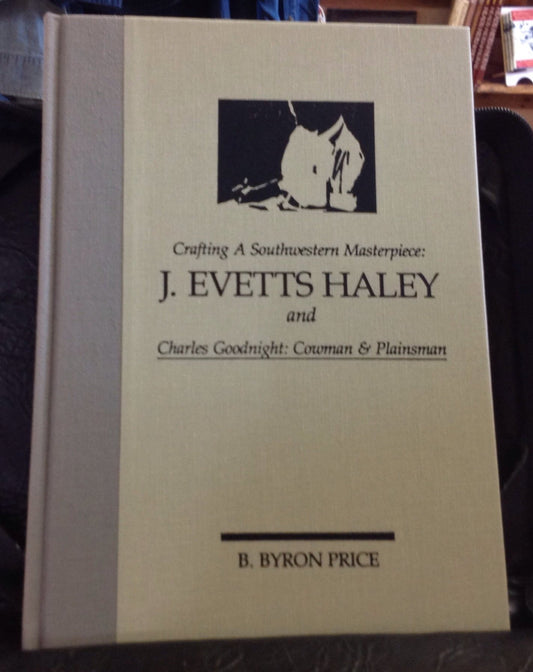 Crafting A Southwestern Masterpiece:
J. EVETTS HALEY
and
Charles Goodnight: Cowman & Plainsman
B. BYRON PRICE